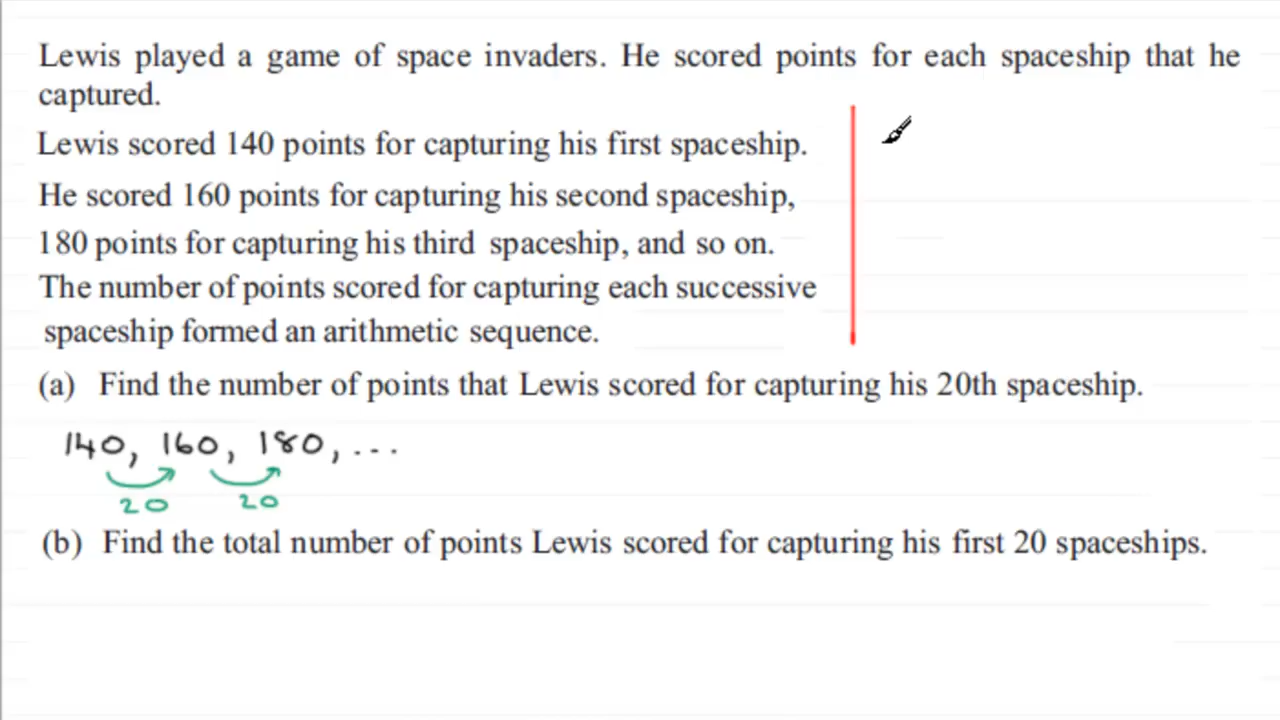 Lewis played a game of space invaders. He scored points for each spaceship that he
captured.
Lewis scored 140 points for capturing his first spaceship.
He scored 160 points for capturing his second spaceship,
180 points for capturing his third spaceship, and so on.
The number of points scored for capturing each successive
spaceship formed an arithmetic sequence.
(a) Find the number of points that Lewis scored for capturing his 20th spaceship.
140, 160, 180, ...
20 20
(b) Find the total number of points Lewis scored for capturing his first 20 spaceships.